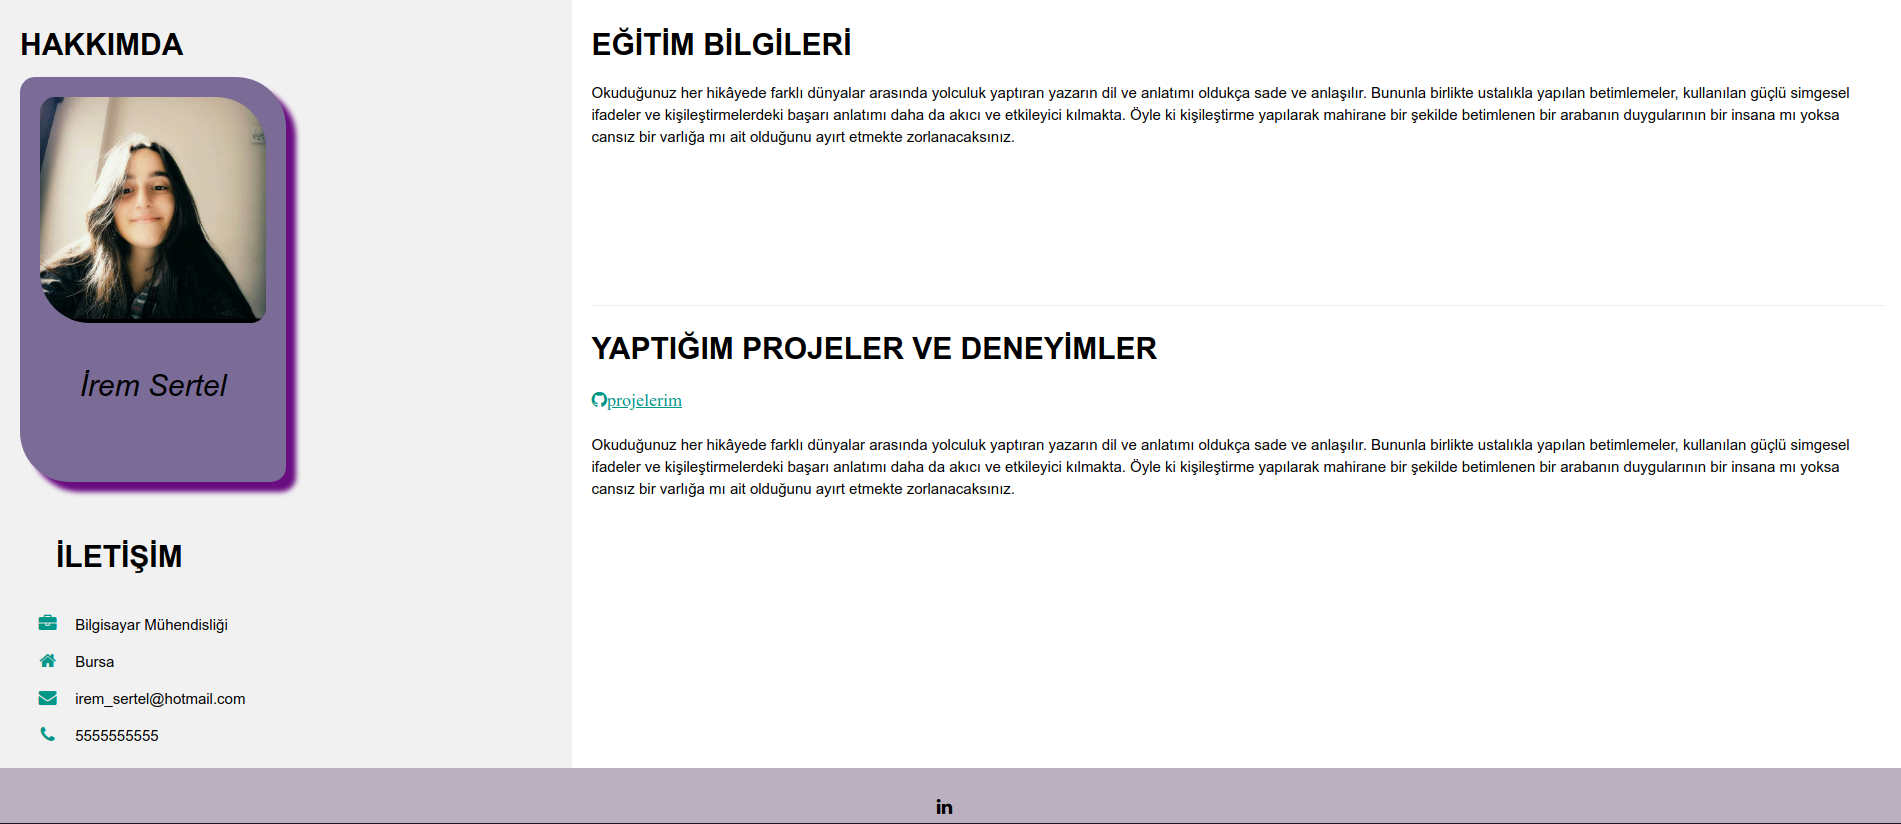 HAKKIMDA
İrem Sertel
İLETİŞİM
Bilgisayar Mühendisliği
Bursa
irem_sertel@hotmail.com
5555555555
EĞİTİM BİLGİLERİ
Okuduğunuz her hikâyede farklı dünyalar arasında yolculuk yaptıran yazarın dil ve anlatımı oldukça sade ve anlaşılır. Bununla birlikte ustalıkla yapılan betimlemeler, kullanılan güçlü simgesel
ifadeler ve kişileştirmelerdeki başarı anlatımı daha da akıcı ve etkileyici kılmakta. Öyle ki kişileştirme yapılarak mahirane bir şekilde betimlenen bir arabanın duygularının bir insana mı yoksa
cansız bir varlığa mı ait olduğunu ayırt etmekte zorlanacaksınız.
YAPTIĞIM PROJELER VE DENEYİMLER
projelerim
Okuduğunuz her hikâyede farklı dünyalar arasında yolculuk yaptıran yazarın dil ve anlatımı oldukça sade ve anlaşılır. Bununla birlikte ustalıkla yapılan betimlemeler, kullanılan güçlü simgesel
ifadeler ve kişileştirmelerdeki başarı anlatımı daha da akıcı ve etkileyici kılmakta. Öyle ki kişileştirme yapılarak mahirane bir şekilde betimlenen bir arabanın duygularının bir insana mı yoksa
cansız bir varlığa mı ait olduğunu ayırt etmekte zorlanacaksınız.
in